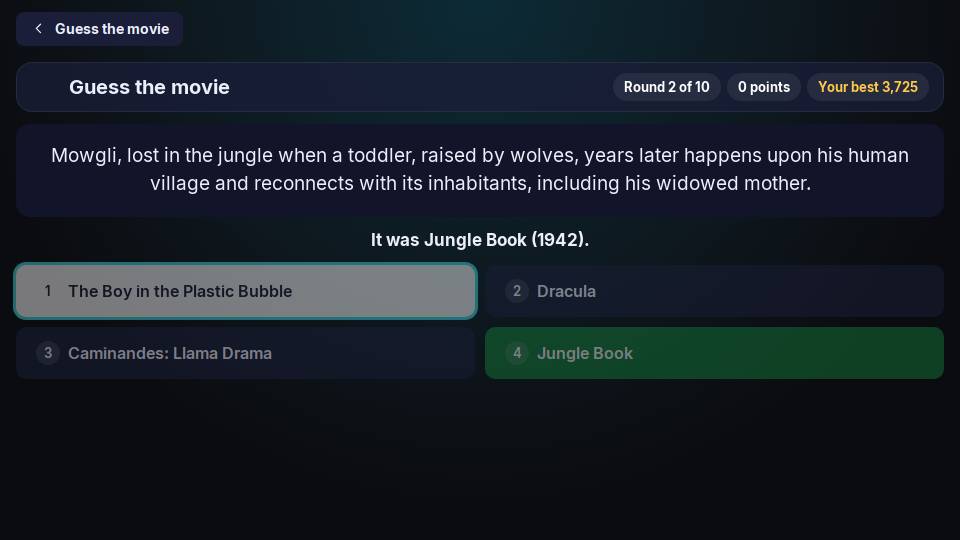 Guess the movie
Guess the movie
Round 2 of 10
0 points
Your best 3,725
Mowgli, lost in the jungle when a toddler, raised by wolves, years later happens upon his human
village and reconnects with its inhabitants, including his widowed mother.
It was Jungle Book (1942).
1 The Boy in the Plastic Bubble
2 Dracula
3 Caminandes: Llama Drama
4 Jungle Book